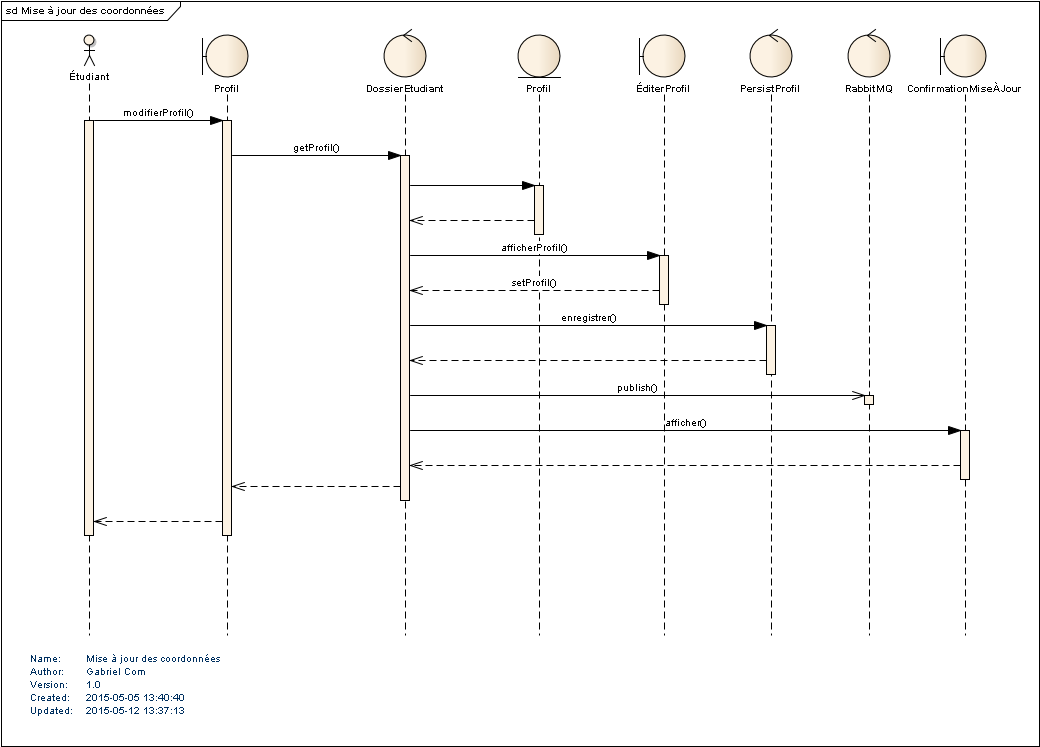 sd Mise à jour des coordonnées
Étudiant
Profil
DossierEtudiant
Profil
ÉditerProfil
PersistProfil
RabbitMQ
ConfirmationMiseÀJour
modifierProfil()
getProfil()
afficherProfil()
setProfil()
enregistrer()
publish()
afficher()
Name: Mise à jour des coordonnées
Author: Gabriel Com
Version: 1.0
Created: 2015-05-05 13:40:40
Updated: 2015-05-12 13:37:13